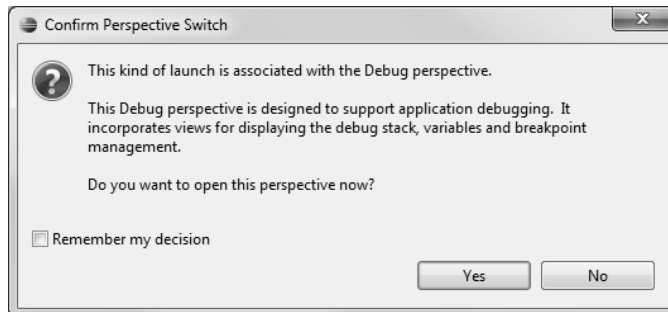 Confirm Perspective Switch
This kind of launch is associated with the Debug perspective.
This Debug perspective is designed to support application debugging. It
incorporates views for displaying the debug stack, variables and breakpoint
management.
Do you want to open this perspective now?
Remember my decision
Yes
No